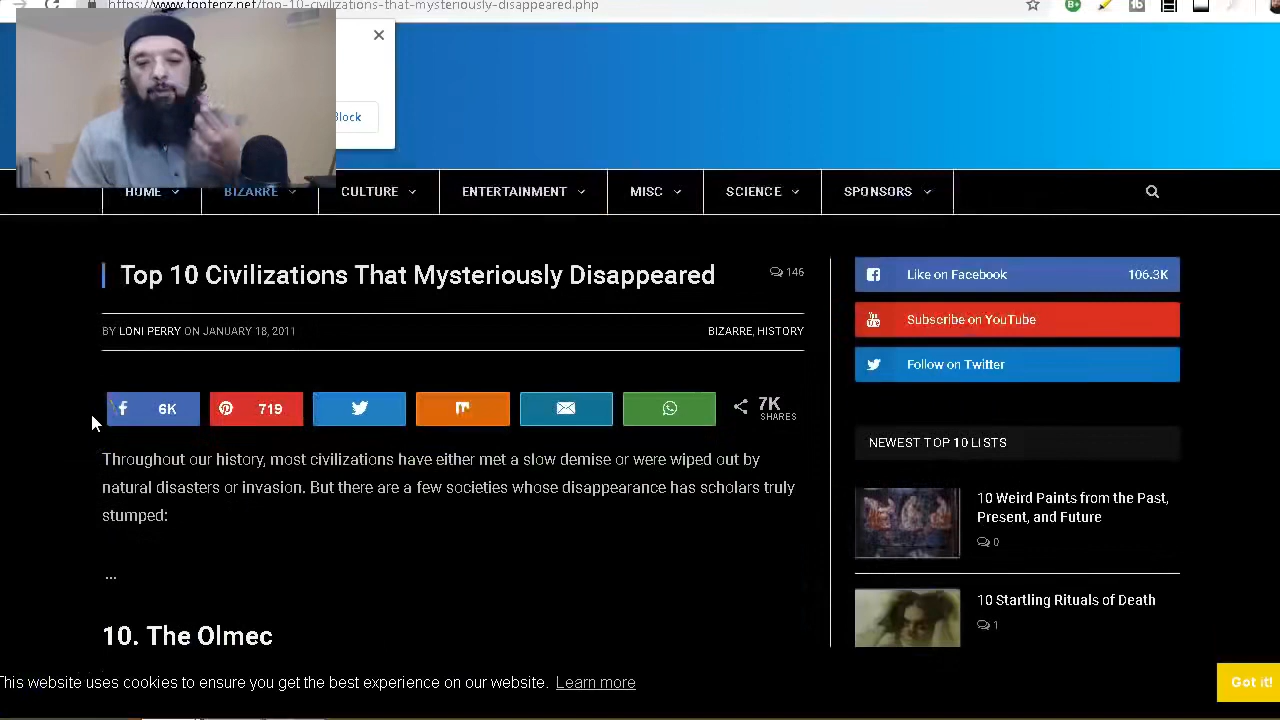 https://www.toptenz.net/top-10-civilizations-that-mysteriously-disappeared.php
Block
HOME
BIZARRE
CULTURE
ENTERTAINMENT
MISC
SCIENCE
SPONSORS
Top 10 Civilizations That Mysteriously Disappeared
146
BY LONI PERRY ON JANUARY 18, 2011
BIZARRE, HISTORY
6K
719
7K
SHARES
Throughout our history, most civilizations have either met a slow demise or were wiped out by
natural disasters or invasion. But there are a few societies whose disappearance has scholars truly
stumped:
...
10. The Olmec
Like on Facebook 106.3K
Subscribe on YouTube
Follow on Twitter
NEWEST TOP 10 LISTS
10 Weird Paints from the Past,
Present, and Future
0
10 Startling Rituals of Death
1
This website uses cookies to ensure you get the best experience on our website. Learn more
Got it!